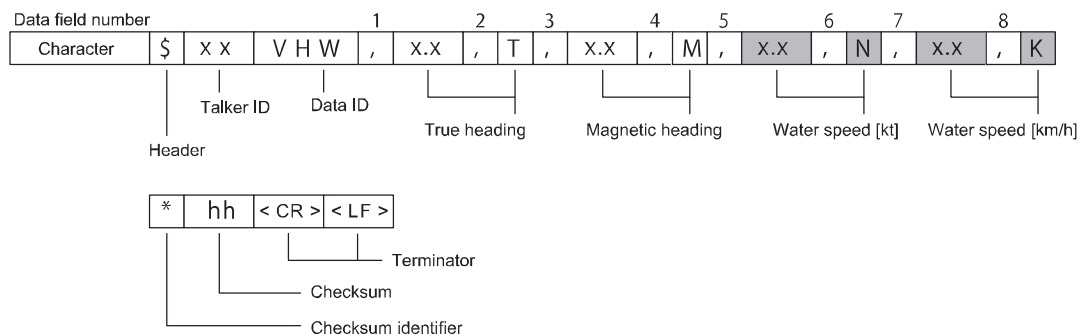 Data field number 1 2 3 4 5 6 7 8
Character $ x x V H W , x.x , T , x.x , M , x.x , N , x.x , K
Talker ID Data ID
True heading Magnetic heading Water speed [kt] Water speed [km/h]
Header
* hh < CR > < LF >
Terminator
Checksum
Checksum identifier